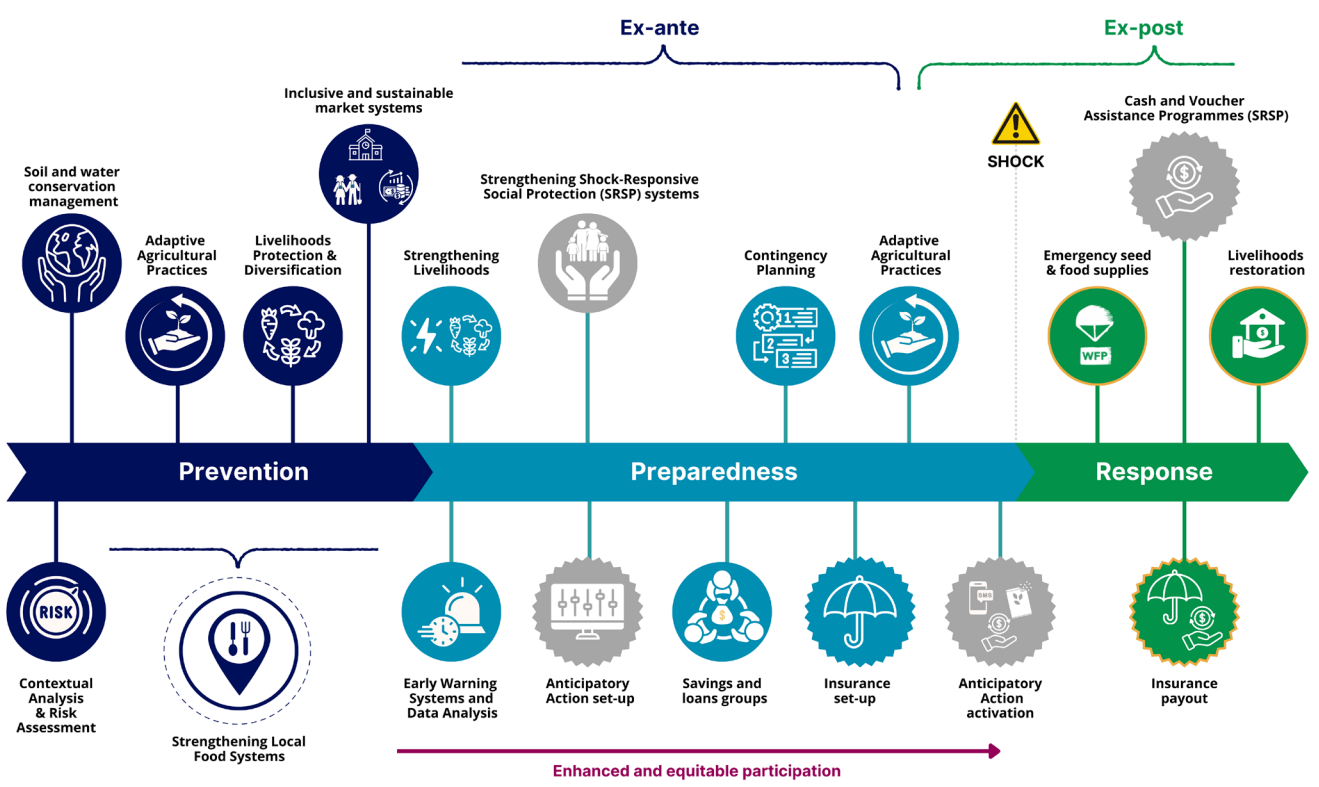 Ex-ante
Ex-post
Inclusive and sustainable
market systems
Cash and Voucher
Assistance Programmes (SRSP)
SHOCK
Soil and water
conservation
management
Strengthening Shock-Responsive
Social Protection (SRSP) systems
Adaptive
Agricultural
Practices
Livelihoods
Protection &
Diversification
Strengthening
Livelihoods
Contingency
Planning
Adaptive
Agricultural
Practices
Emergency seed
& food supplies
Livelihoods
restoration
1
2
3
WFP
Prevention
Preparedness
Response
RISK
SMS
Contextual
Analysis
& Risk
Assessment
Strengthening Local
Food Systems
Early Warning
Systems and
Data Analysis
Anticipatory
Action set-up
Savings and
loans groups
Insurance
set-up
Anticipatory
Action
activation
Insurance
payout
Enhanced and equitable participation